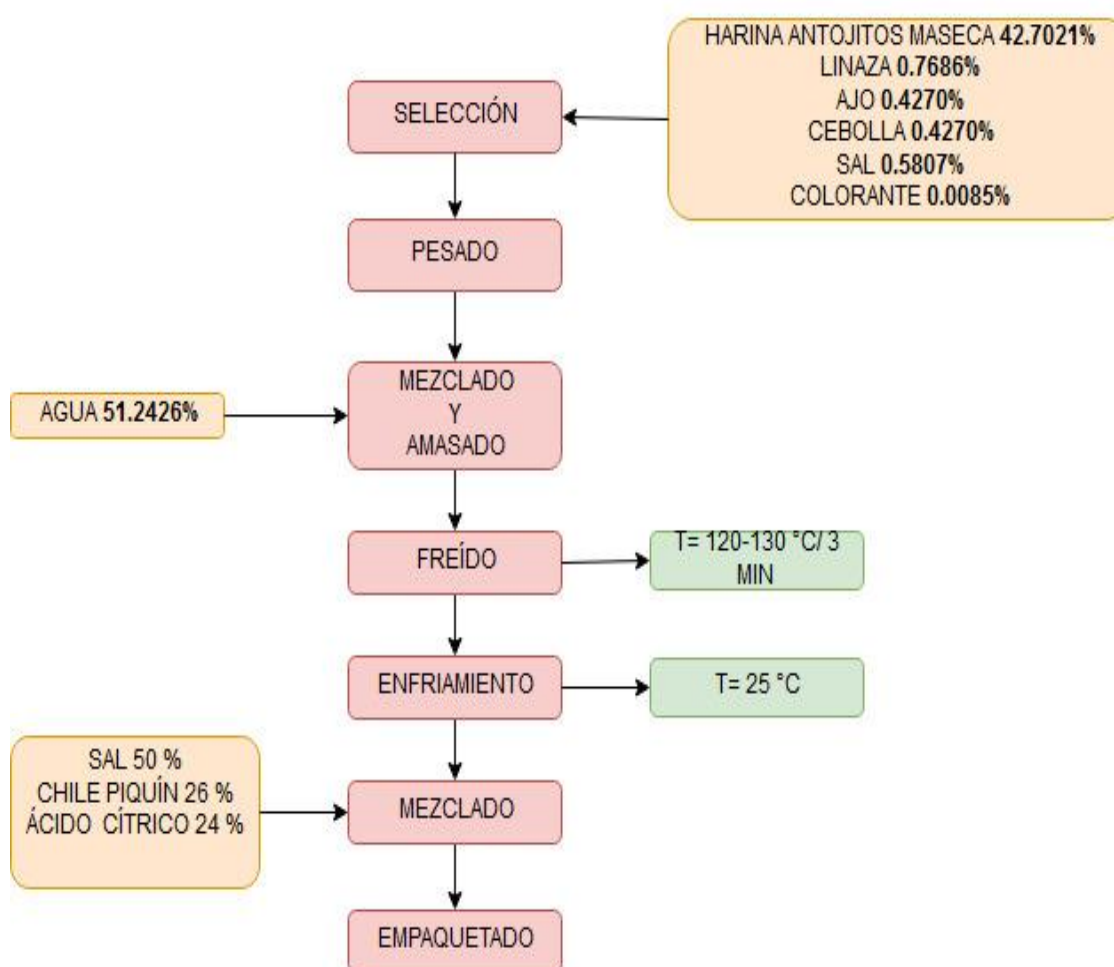 HARINA ANTOJITOS MASECA 42.7021%
LINAZA 0.7686%
AJO 0.4270%
CEBOLLA 0.4270%
SAL 0.5807%
COLORANTE 0.0085%
SELECCIÓN
PESADO
AGUA 51.2426%
MEZCLADO
Y
AMASADO
FREÍDO
T= 120-130 °C/ 3
MIN
ENFRIAMIENTO
T= 25 °C
SAL 50 %
CHILE PIQUÍN 26 %
ÁCIDO CÍTRICO 24 %
MEZCLADO
EMPAQUETADO